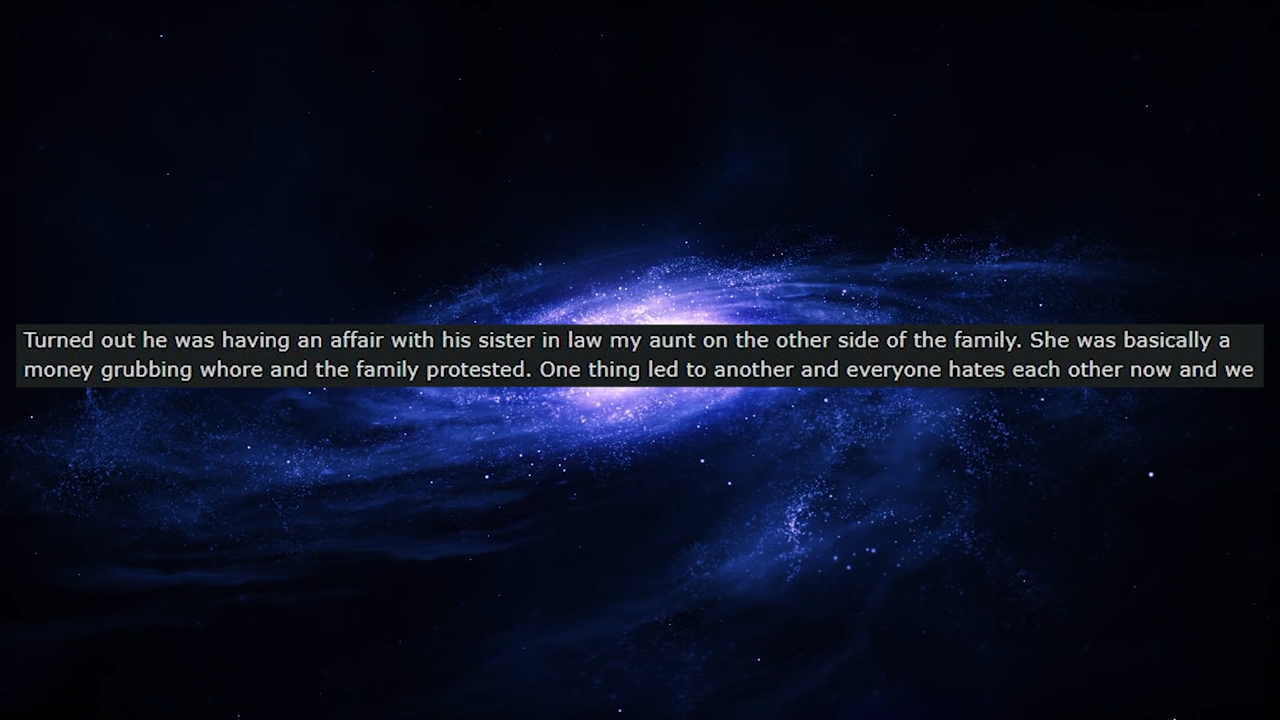 Turned out he was having an affair with his sister in law my aunt on the other side of the family. She was basically a
money grubbing whore and the family protested. One thing led to another and everyone hates each other now and we